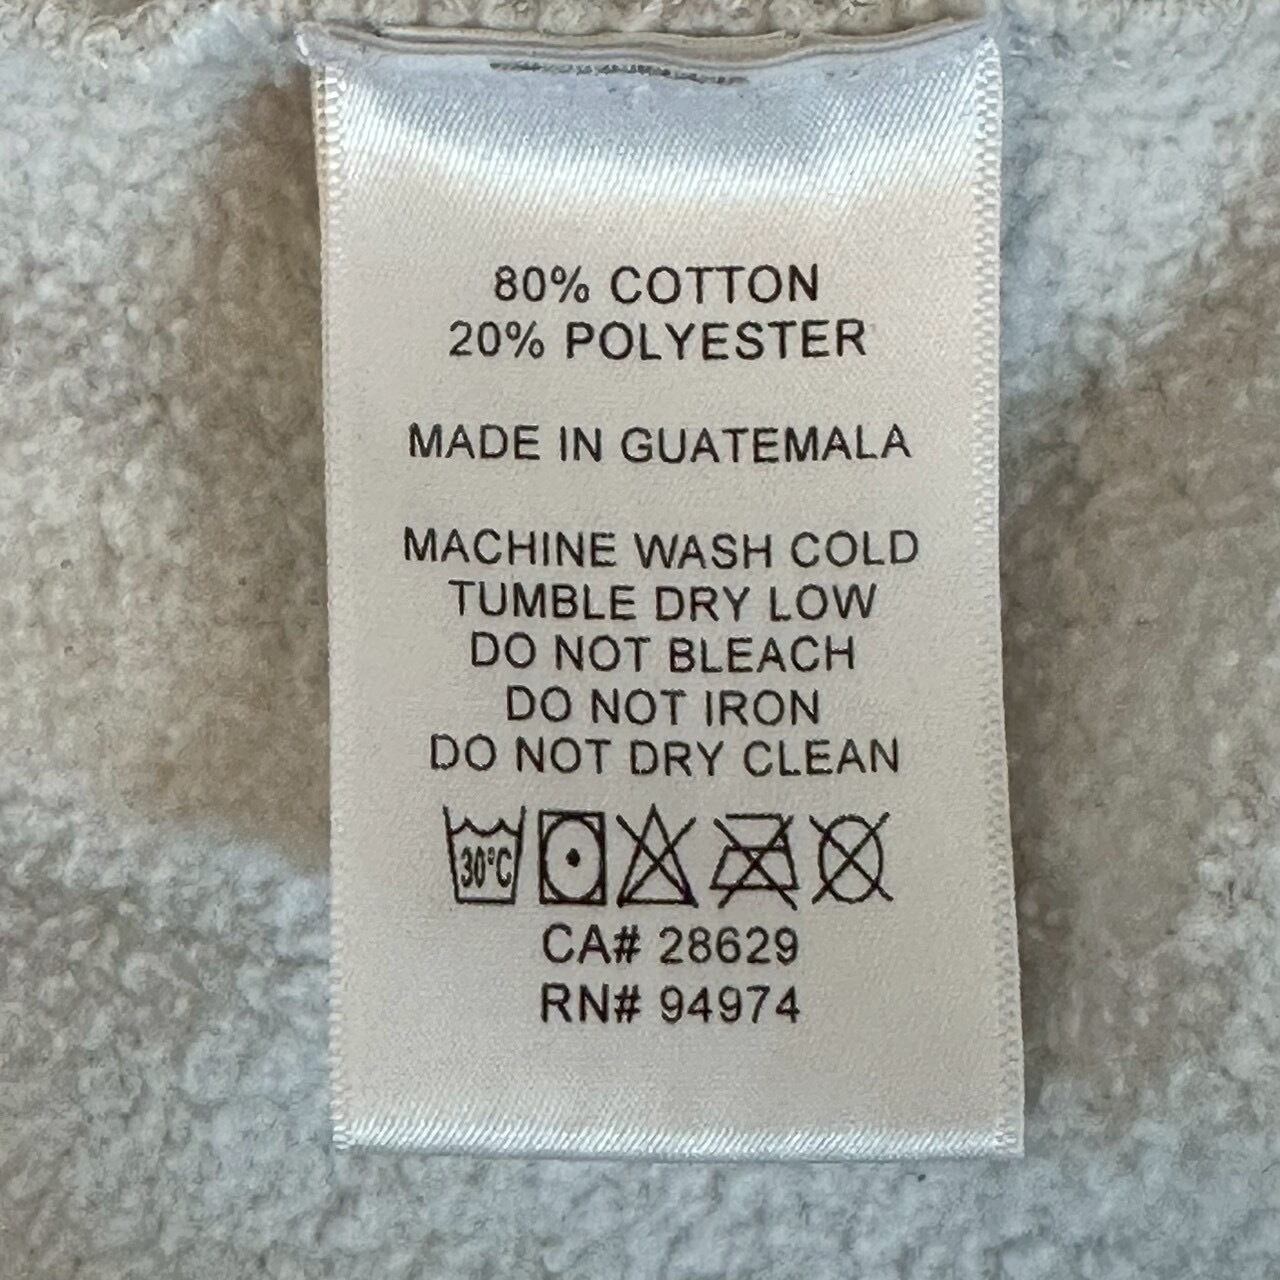 80% COTTON
20% POLYESTER
MADE IN GUATEMALA
MACHINE WASH COLD
TUMBLE DRY LOW
DO NOT BLEACH
DO NOT IRON
DO NOT DRY CLEAN
30°C
CA# 28629
RN# 94974